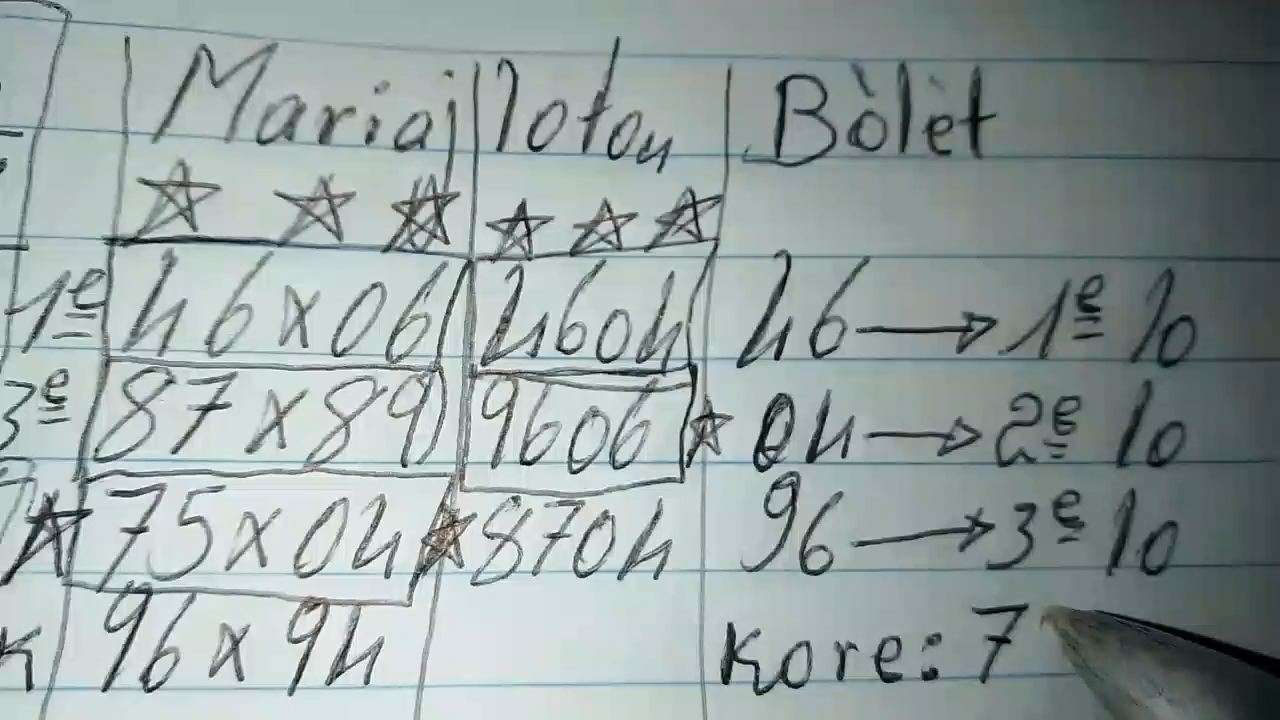 Mariaj lotou Bòlèt
1e 46x06 4604 46 → 1e lo
3e 87x89 9606 04 → 2e lo
75x04 8704 96 → 3e lo
K 96x94 kore: 7